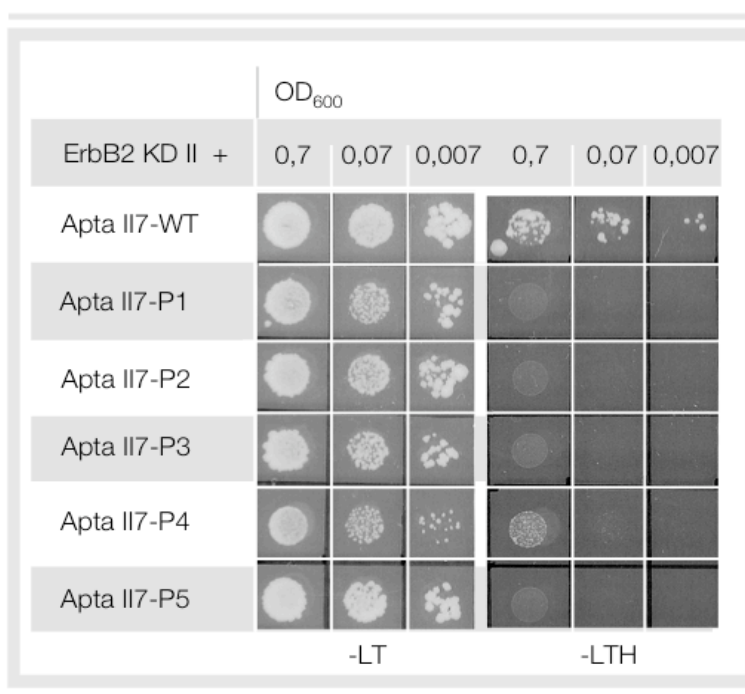 OD600
ErbB2 KD II + 0,7 0,07 0,007 0,7 0,07 0,007
Apta II7-WT
Apta II7-P1
Apta II7-P2
Apta II7-P3
Apta II7-P4
Apta II7-P5
-LT -LTH